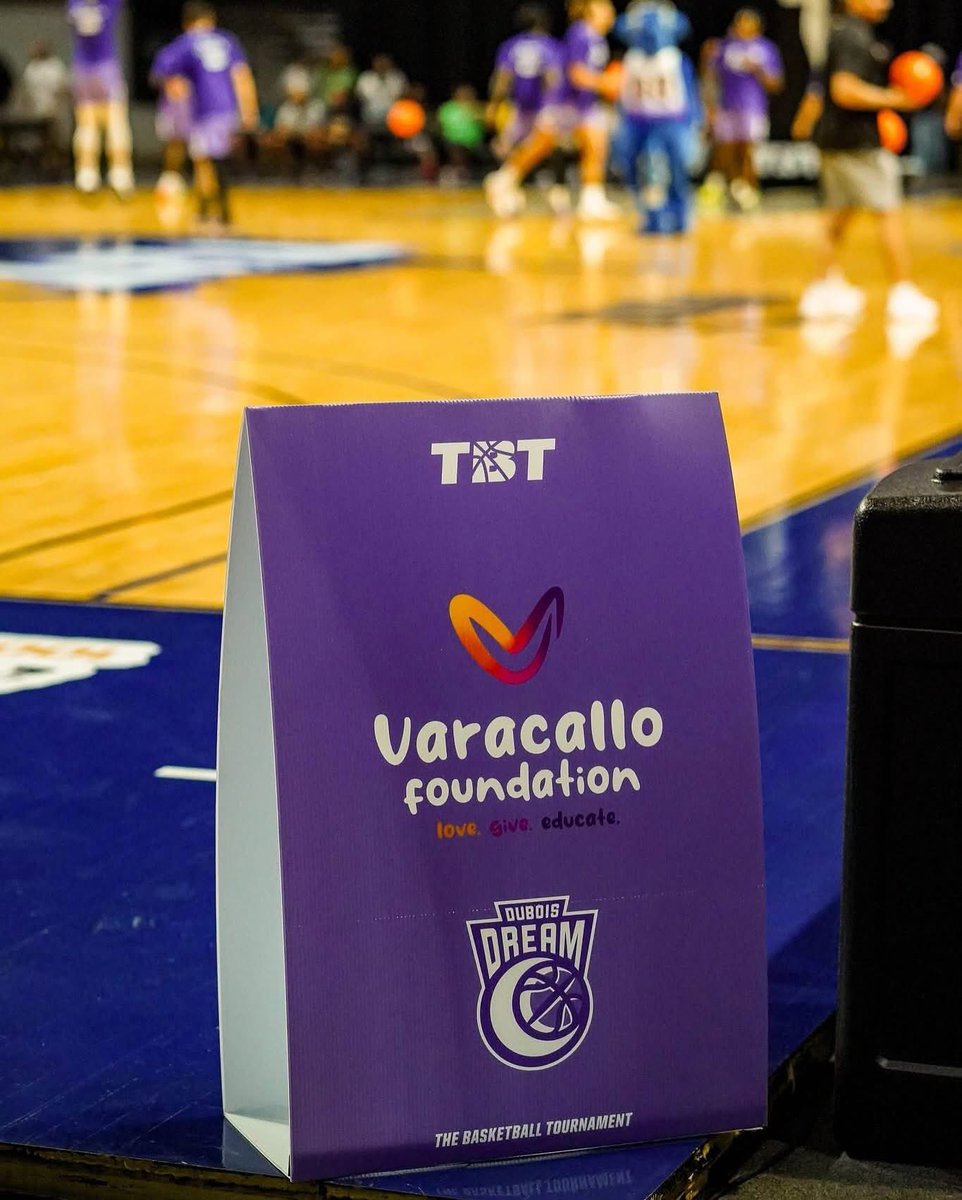 TBT
Varacallo
foundation
love. give. educate.
DUBOIS
DREAM
THE BASKETBALL TOURNAMENT